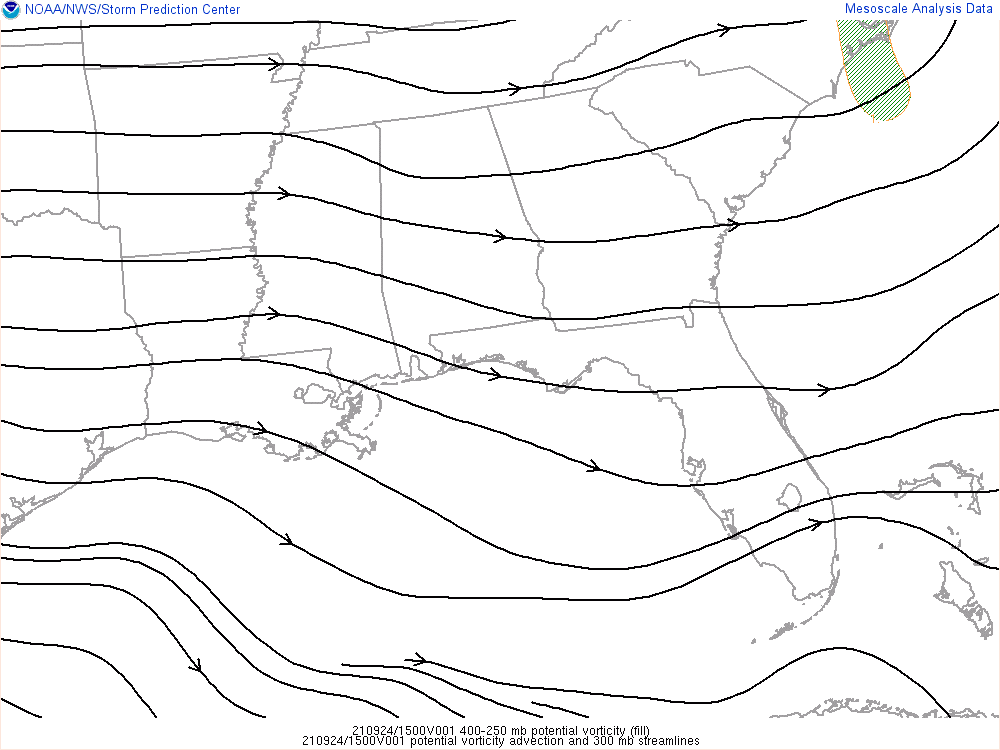 NOAA/NWS/Storm Prediction Center
Mesoscale Analysis Data
210924/1500V001 400-250 mb potential vorticity (fill)
210924/1500V001 potential vorticity advection and 300 mb streamlines